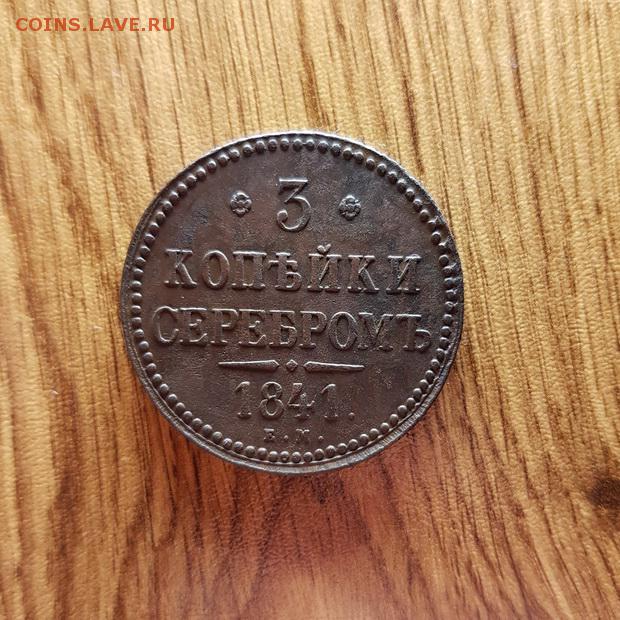 COINS.LAVE.RU
3
КОПѢЙКИ
СЕРЕБРОМЪ
1841.
Е.М.